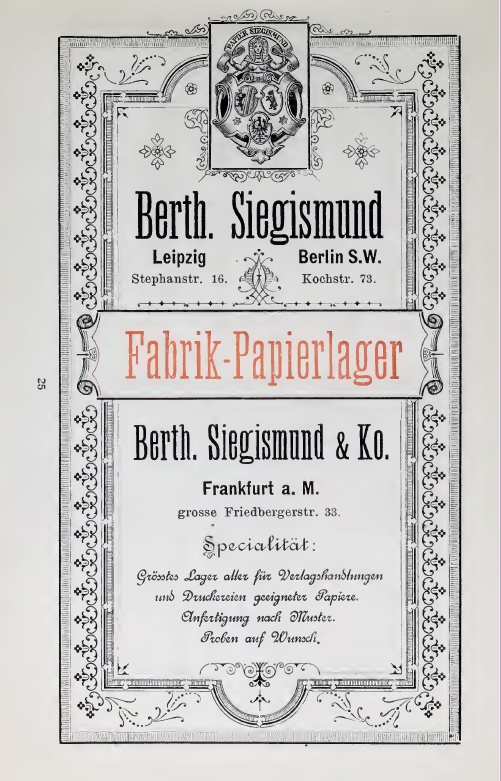 PAPIER SIEGISMUND
Berth. Siegismund
Leipzig Berlin S.W.
Stephanstr. 16. Kochstr. 73.
Fabrik-Papierlager
25
Berth. Siegismund & Ko.
Frankfurt a. M.
grosse Friedbergerstr. 33.
Specialität:
Grösstes Lager aller für Verlagshandlungen
und Druckereien geeigneter Papiere.
Anfertigung nach Muster.
Proben auf Wunsch.